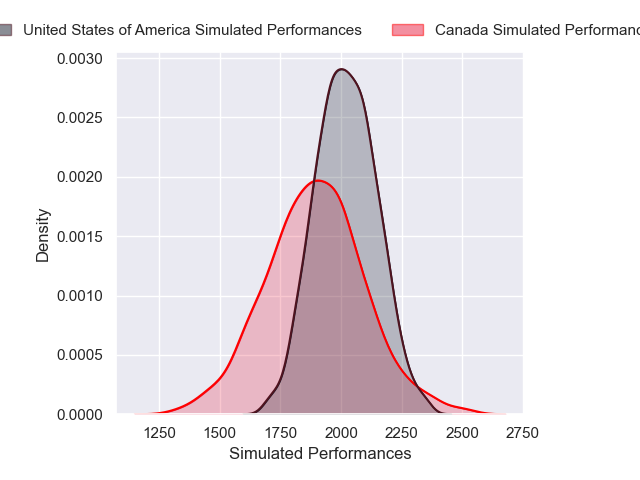 United States of America Simulated Performances
Canada Simulated
0.0030
0.0025
0.0020
0.0015
0.0010
0.0005
0.0000
Density
1250 1500 1750 2000 2250 2500 2750
Simulated Performances